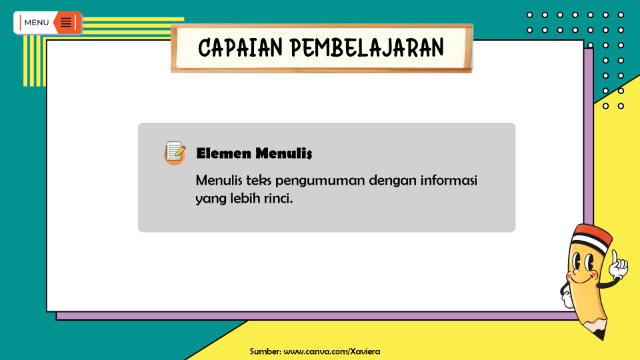 MENU
CAPAIAN PEMBELAJARAN
Elemen Menulis
Menulis teks pengumuman dengan informasi
yang lebih rinci.
Sumber: www.canva.com/Xaviera